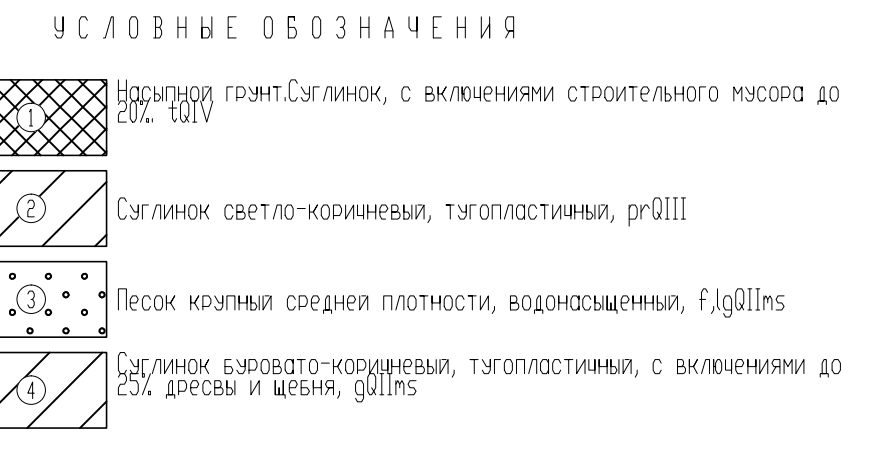 УСЛОВНЫЕ ОБОЗНАЧЕНИЯ
1 Насыпной грунт.Суглинок, с включениями строительного мусора до
20%. tQIV
2 Суглинок светло-коричневый, тугопластичный, prQIII
3 Песок крупный средней плотности, водонасыщенный, f,lgQIIms
4 Суглинок буровато-коричневый, тугопластичный, с включениями до
25% дресвы и щебня, gQIIms